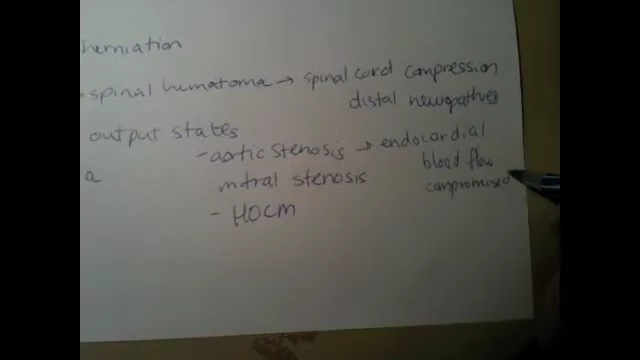 herniation
spinal hematoma → spinal cord compression
distal neuropathies
output states
- aortic stenosis → endocardial
blood flow
a
mitral stenosis
compromised
- HOCM